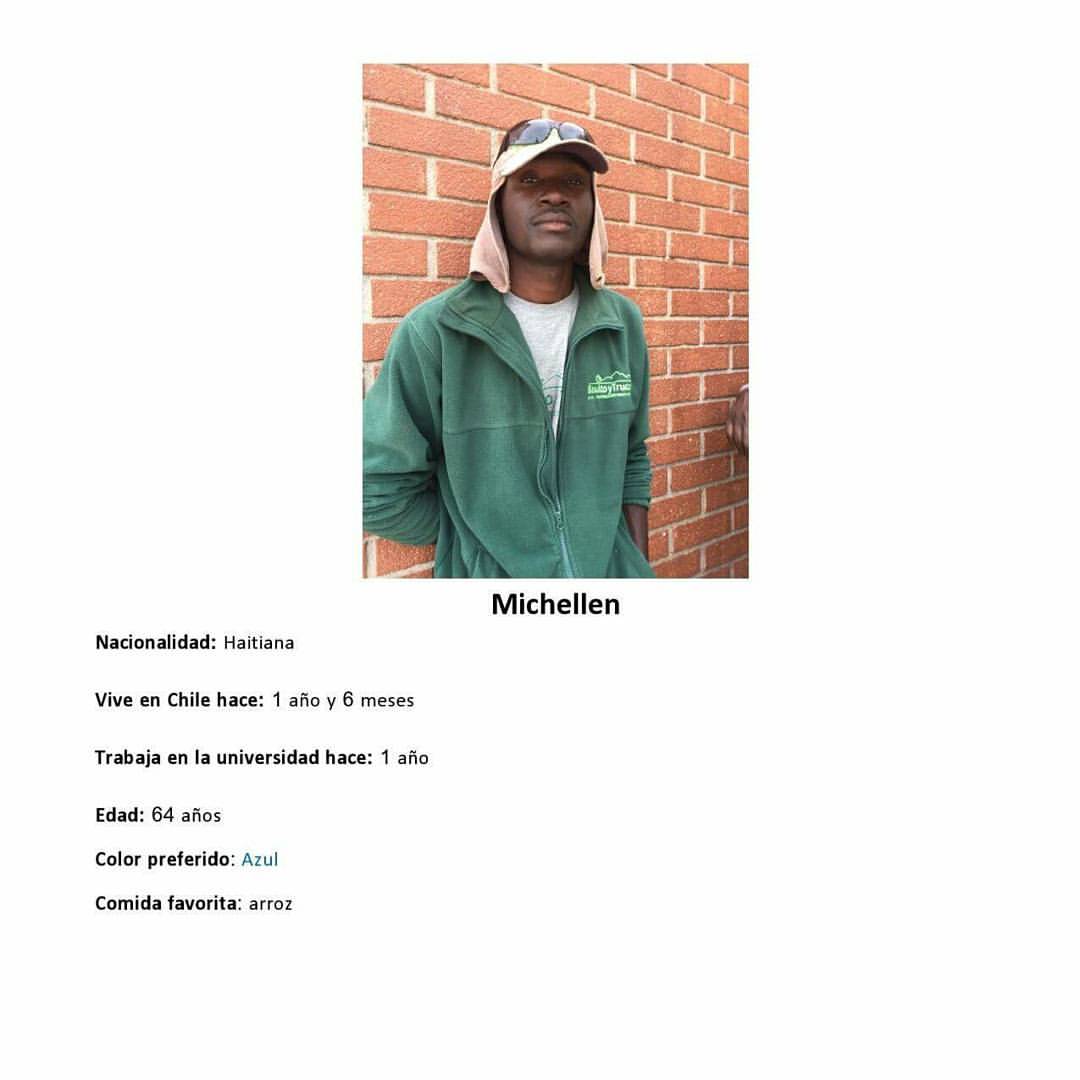 Michellen
Nacionalidad: Haitiana
Vive en Chile hace: 1 año y 6 meses
Trabaja en la universidad hace: 1 año
Edad: 64 años
Color preferido: Azul
Comida favorita: arroz